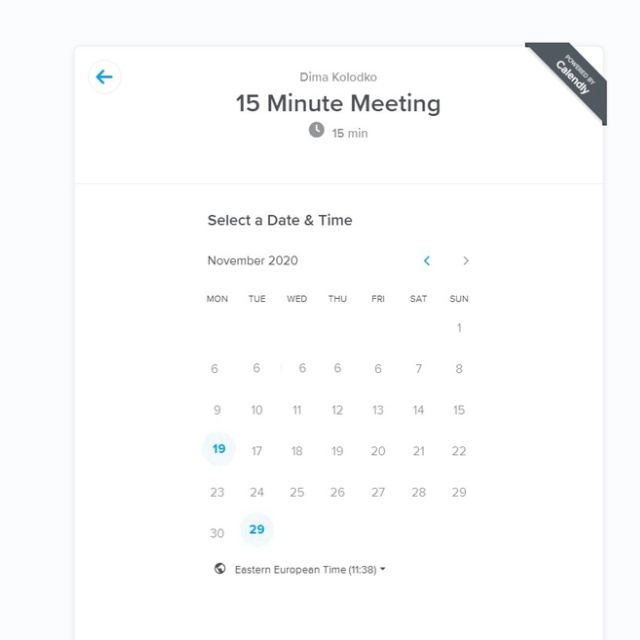 POWERED BY
Calendly
Dima Kolodko
15 Minute Meeting
15 min
Select a Date & Time
November 2020
MON TUE WED THU FRI SAT SUN
1
6 6 6 6 6 7 8
9 10 11 12 13 14 15
19 17 18 19 20 21 22
23 24 25 26 27 28 29
30 29
Eastern European Time (11:38)